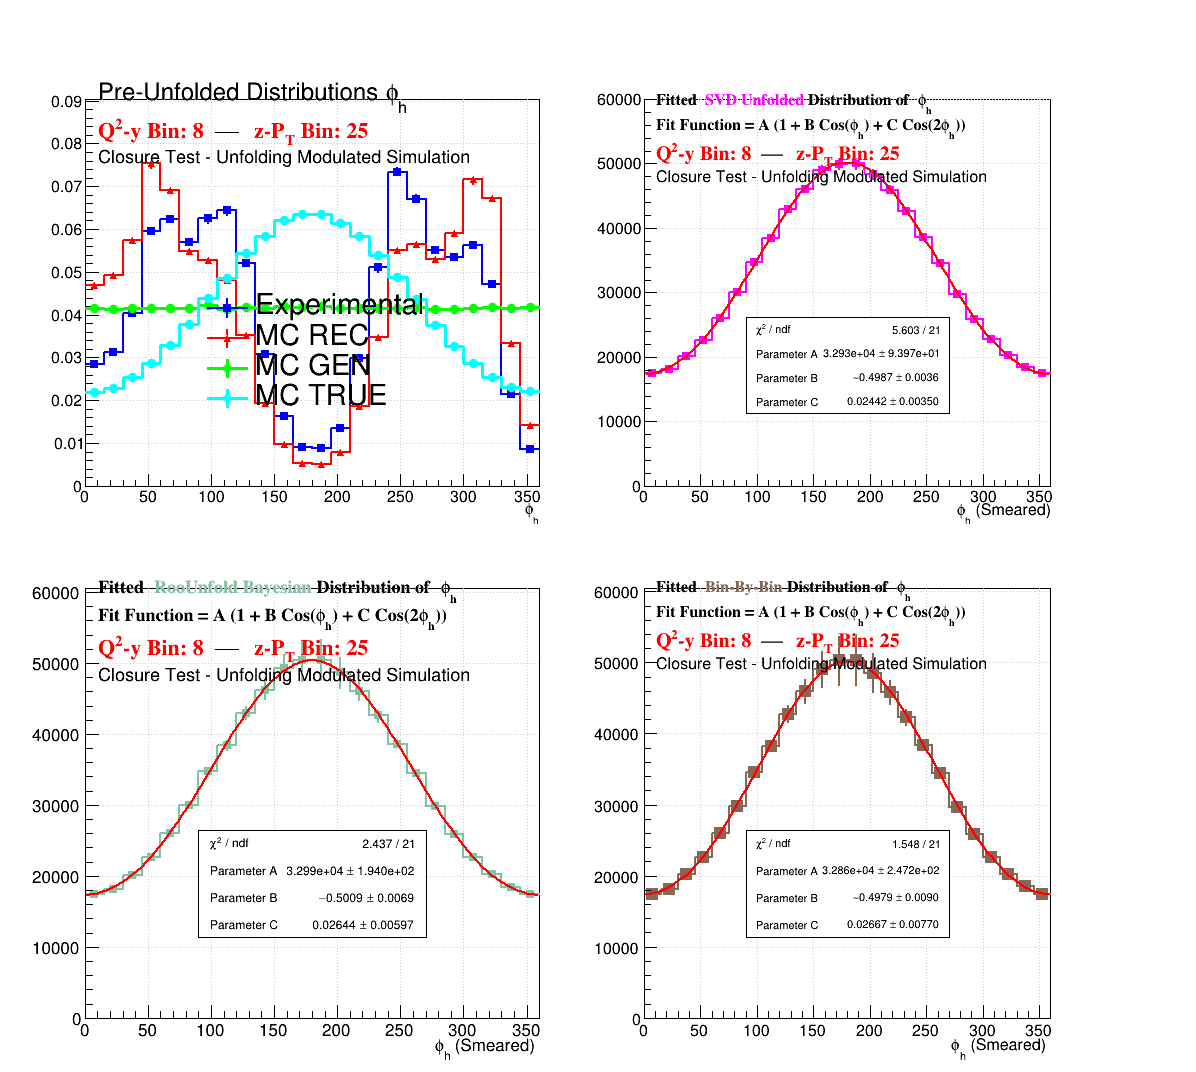 Pre-Unfolded Distributions ϕh
Q²-y Bin: 8 — z-PT Bin: 25
Closure Test - Unfolding Modulated Simulation
0.09
0.08
0.07
0.06
0.05
0.04
0.03
0.02
0.01
0
Experimental
MC REC
MC GEN
MC TRUE
0 50 100 150 200 250 300 350
ϕh
Fitted SVD Unfolded Distribution of ϕh
Fit Function = A (1 + B Cos(ϕh) + C Cos(2ϕh))
Q²-y Bin: 8 — z-PT Bin: 25
Closure Test - Unfolding Modulated Simulation
60000
50000
40000
30000
20000
10000
0
χ² / ndf 5.603 / 21
Parameter A 3.293e+04 ± 9.397e+01
Parameter B −0.4987 ± 0.0036
Parameter C 0.02442 ± 0.00350
0 50 100 150 200 250 300 350
ϕh (Smeared)
Fitted RooUnfold Bayesian Distribution of ϕh
Fit Function = A (1 + B Cos(ϕh) + C Cos(2ϕh))
Q²-y Bin: 8 — z-PT Bin: 25
Closure Test - Unfolding Modulated Simulation
60000
50000
40000
30000
20000
10000
0
χ² / ndf 2.437 / 21
Parameter A 3.299e+04 ± 1.940e+02
Parameter B −0.5009 ± 0.0069
Parameter C 0.02644 ± 0.00597
0 50 100 150 200 250 300 350
ϕh (Smeared)
Fitted Bin-By-Bin Distribution of ϕh
Fit Function = A (1 + B Cos(ϕh) + C Cos(2ϕh))
Q²-y Bin: 8 — z-PT Bin: 25
Closure Test - Unfolding Modulated Simulation
60000
50000
40000
30000
20000
10000
0
χ² / ndf 1.548 / 21
Parameter A 3.286e+04 ± 2.472e+02
Parameter B −0.4979 ± 0.0090
Parameter C 0.02667 ± 0.00770
0 50 100 150 200 250 300 350
ϕh (Smeared)